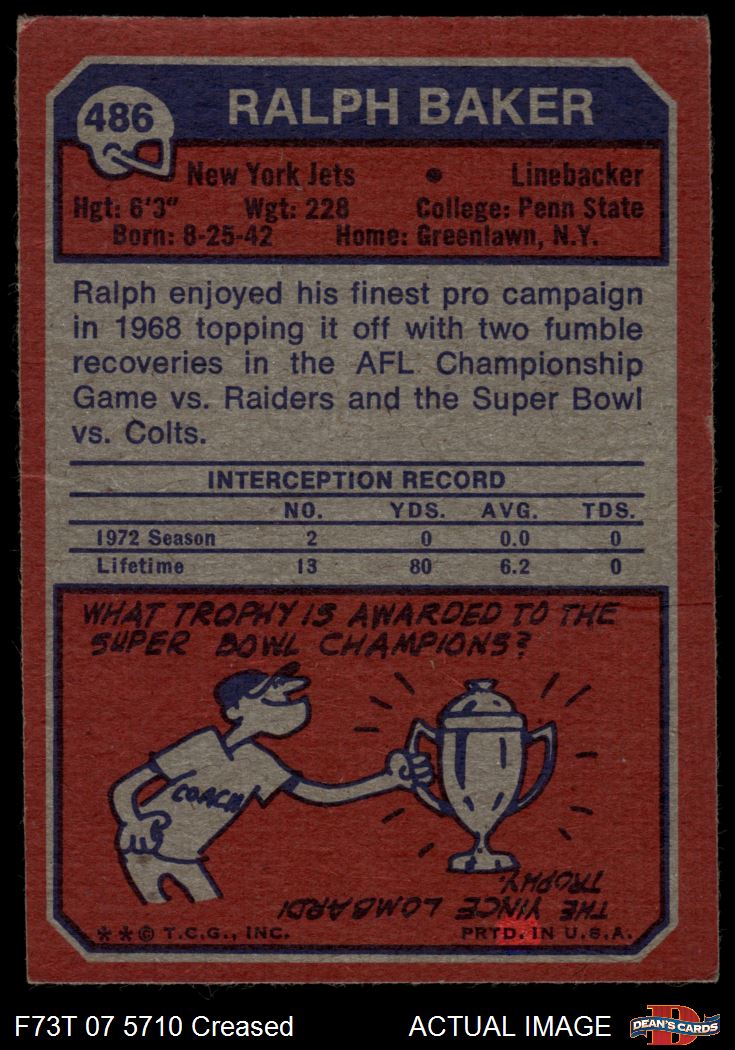 486
RALPH BAKER
New York Jets • Linebacker
Hgt: 6'3" Wgt: 228 College: Penn State
Born: 8-25-42 Home: Greenlawn, N.Y.
Ralph enjoyed his finest pro campaign
in 1968 topping it off with two fumble
recoveries in the AFL Championship
Game vs. Raiders and the Super Bowl
vs. Colts.
INTERCEPTION RECORD
NO. YDS. AVG. TDS.
1972 Season 2 0 0.0 0
Lifetime 13 80 6.2 0
WHAT TROPHY IS AWARDED TO THE
SUPER BOWL CHAMPIONS?
COACH
THE VINCE LOMBARDI
TROPHY.
**© T.C.G., INC. PRTD. IN U.S.A.
F73T 07 5710 Creased ACTUAL IMAGE
D
DEAN'S CARDS